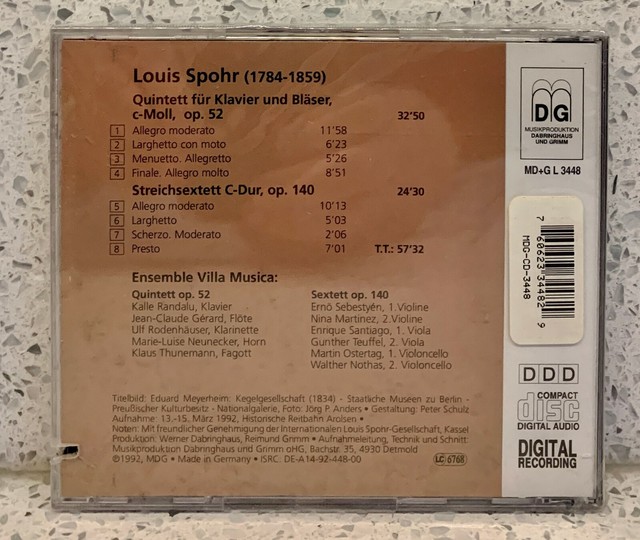 Louis Spohr (1784-1859)
Quintett für Klavier und Bläser,
c-Moll, op. 52 32'50
1 Allegro moderato 11'58
2 Larghetto con moto 6'23
3 Menuetto. Allegretto 5'26
4 Finale. Allegro molto 8'51
Streichsextett C-Dur, op. 140 24'30
5 Allegro moderato 10'13
6 Larghetto 5'03
7 Scherzo. Moderato 2'06
8 Presto 7'01 T.T.: 57'32
Ensemble Villa Musica:
Quintett op. 52
Kalle Randalu, Klavier
Jean-Claude Gérard, Flöte
Ulf Rodenhäuser, Klarinette
Marie-Luise Neunecker, Horn
Klaus Thunemann, Fagott
Sextett op. 140
Ernö Sebestyén, 1.Violine
Nina Martinez, 2.Violine
Enrique Santiago, 1. Viola
Gunther Teuffel, 2. Viola
Martin Ostertag, 1. Violoncello
Walther Nothas, 2. Violoncello
Titelbild: Eduard Meyerheim: Kegelgesellschaft (1834) - Staatliche Museen zu Berlin -
Preußischer Kulturbesitz - Nationalgalerie, Foto: Jörg P. Anders • Gestaltung: Peter Schulz
Aufnahme: 13.-15. März 1992, Historische Reitbahn Arolsen •
Noten: Mit freundlicher Genehmigung der Internationalen Louis Spohr-Gesellschaft, Kassel
Produktion: Werner Dabringhaus, Reimund Grimm • Aufnahmeleitung, Technik und Schnitt:
Musikproduktion Dabringhaus und Grimm oHG, Bachstr. 35, 4930 Detmold
℗1992, MDG • Made in Germany • ISRC: DE-A14-92-448-00
LC 6768
DG
MUSIKPRODUKTION
DABRINGHAUS
UND GRIMM
MD+G L 3448
7 60623 34482 9
MDG-CD-3448
DDD
COMPACT
disc
DIGITAL AUDIO
DIGITAL
RECORDING